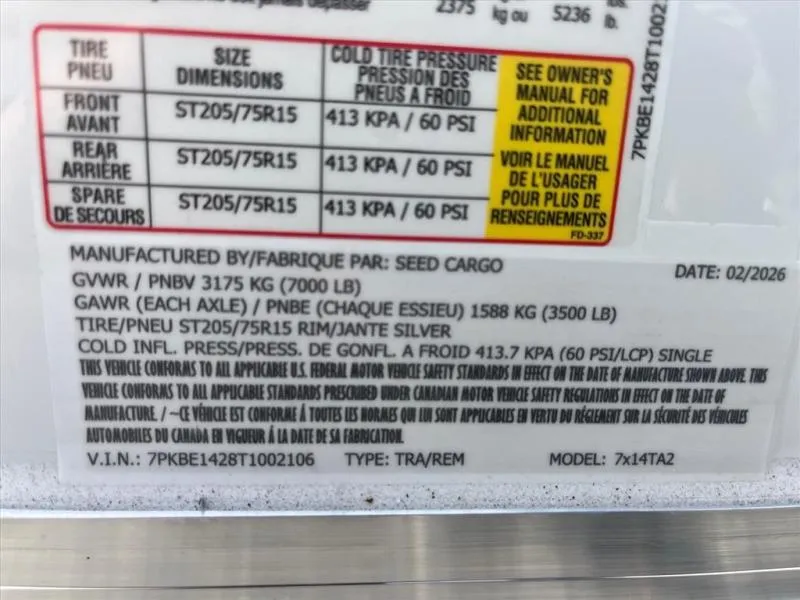 jamais dépasser 2375 kg ou 5236 lb.
TIRE
PNEU
SIZE
DIMENSIONS
COLD TIRE PRESSURE
PRESSION DES
PNEUS A FROID
FRONT
AVANT
ST205/75R15
413 KPA / 60 PSI
REAR
ARRIÈRE
ST205/75R15
413 KPA / 60 PSI
SPARE
DE SECOURS
ST205/75R15
413 KPA / 60 PSI
SEE OWNER'S
MANUAL FOR
ADDITIONAL
INFORMATION
VOIR LE MANUEL
DE L'USAGER
POUR PLUS DE
RENSEIGNEMENTS
FD-337
7PKBE1428T1002
MANUFACTURED BY/FABRIQUE PAR: SEED CARGO
DATE: 02/2026
GVWR / PNBV 3175 KG (7000 LB)
GAWR (EACH AXLE) / PNBE (CHAQUE ESSIEU) 1588 KG (3500 LB)
TIRE/PNEU ST205/75R15 RIM/JANTE SILVER
COLD INFL. PRESS/PRESS. DE GONFL. A FROID 413.7 KPA (60 PSI/LCP) SINGLE
THIS VEHICLE CONFORMS TO ALL APPLICABLE U.S. FEDERAL MOTOR VEHICLE SAFETY STANDARDS IN EFFECT ON THE DATE OF MANUFACTURE SHOWN ABOVE. THIS
VEHICLE CONFORMS TO ALL APPLICABLE STANDARDS PRESCRIBED UNDER CANADIAN MOTOR VEHICLE SAFETY REGULATIONS IN EFFECT ON THE DATE OF
MANUFACTURE. / ~CE VÉHICLE EST CONFORME À TOUTES LES NORMES QUI LUI SONT APPLICABLES EN VERTU DU RÈGLEMENT SUR LA SÉCURITÉ DES VÉHICULES
AUTOMOBILES DU CANADA EN VIGUEUR À LA DATE DE SA FABRICATION.
V.I.N.: 7PKBE1428T1002106 TYPE: TRA/REM MODEL: 7x14TA2